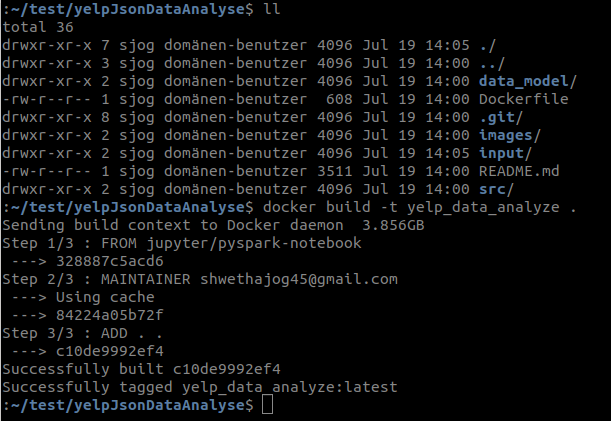 :~/test/yelpJsonDataAnalyse$ ll
total 36
drwxr-xr-x 7 sjog domänen-benutzer 4096 Jul 19 14:05 ./
drwxr-xr-x 3 sjog domänen-benutzer 4096 Jul 19 14:00 ../
drwxr-xr-x 2 sjog domänen-benutzer 4096 Jul 19 14:00 data_model/
-rw-r--r-- 1 sjog domänen-benutzer  608 Jul 19 14:00 Dockerfile
drwxr-xr-x 8 sjog domänen-benutzer 4096 Jul 19 14:00 .git/
drwxr-xr-x 2 sjog domänen-benutzer 4096 Jul 19 14:00 images/
drwxr-xr-x 2 sjog domänen-benutzer 4096 Jul 19 14:05 input/
-rw-r--r-- 1 sjog domänen-benutzer 3511 Jul 19 14:00 README.md
drwxr-xr-x 2 sjog domänen-benutzer 4096 Jul 19 14:00 src/
:~/test/yelpJsonDataAnalyse$ docker build -t yelp_data_analyze .
Sending build context to Docker daemon  3.856GB
Step 1/3 : FROM jupyter/pyspark-notebook
 ---> 328887c5acd6
Step 2/3 : MAINTAINER shwethajog45@gmail.com
 ---> Using cache
 ---> 84224a05b72f
Step 3/3 : ADD . .
 ---> c10de9992ef4
Successfully built c10de9992ef4
Successfully tagged yelp_data_analyze:latest
:~/test/yelpJsonDataAnalyse$